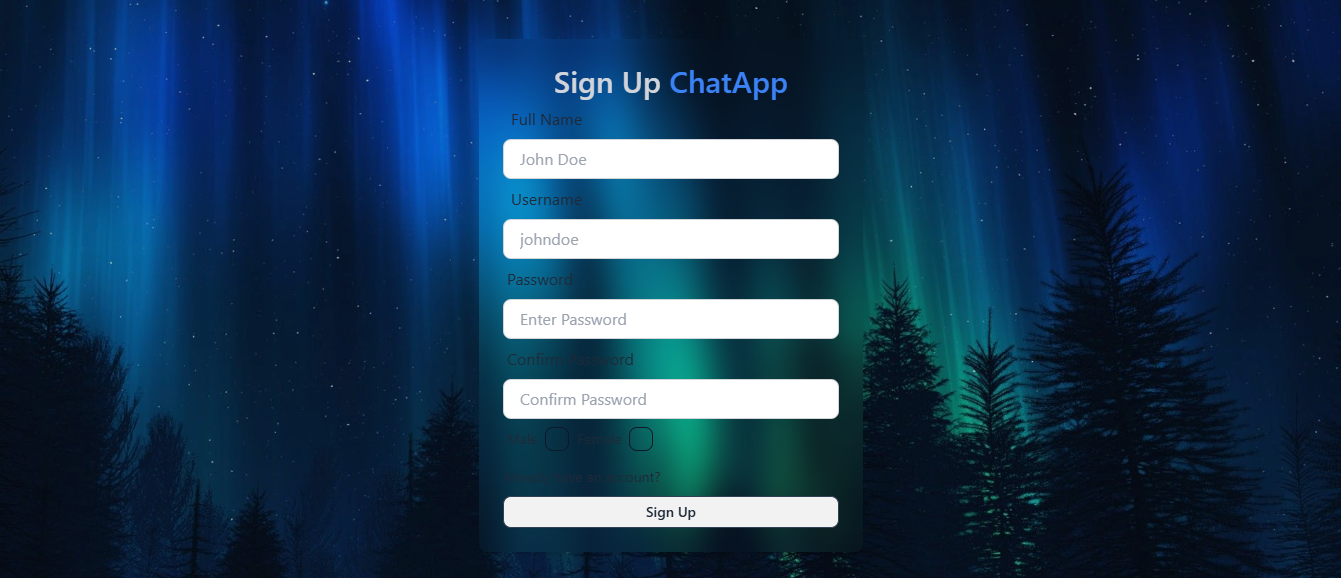 Sign Up ChatApp
Full Name
John Doe
Username
johndoe
Password
Enter Password
Confirm Password
Confirm Password
Male Female
Already have an account?
Sign Up